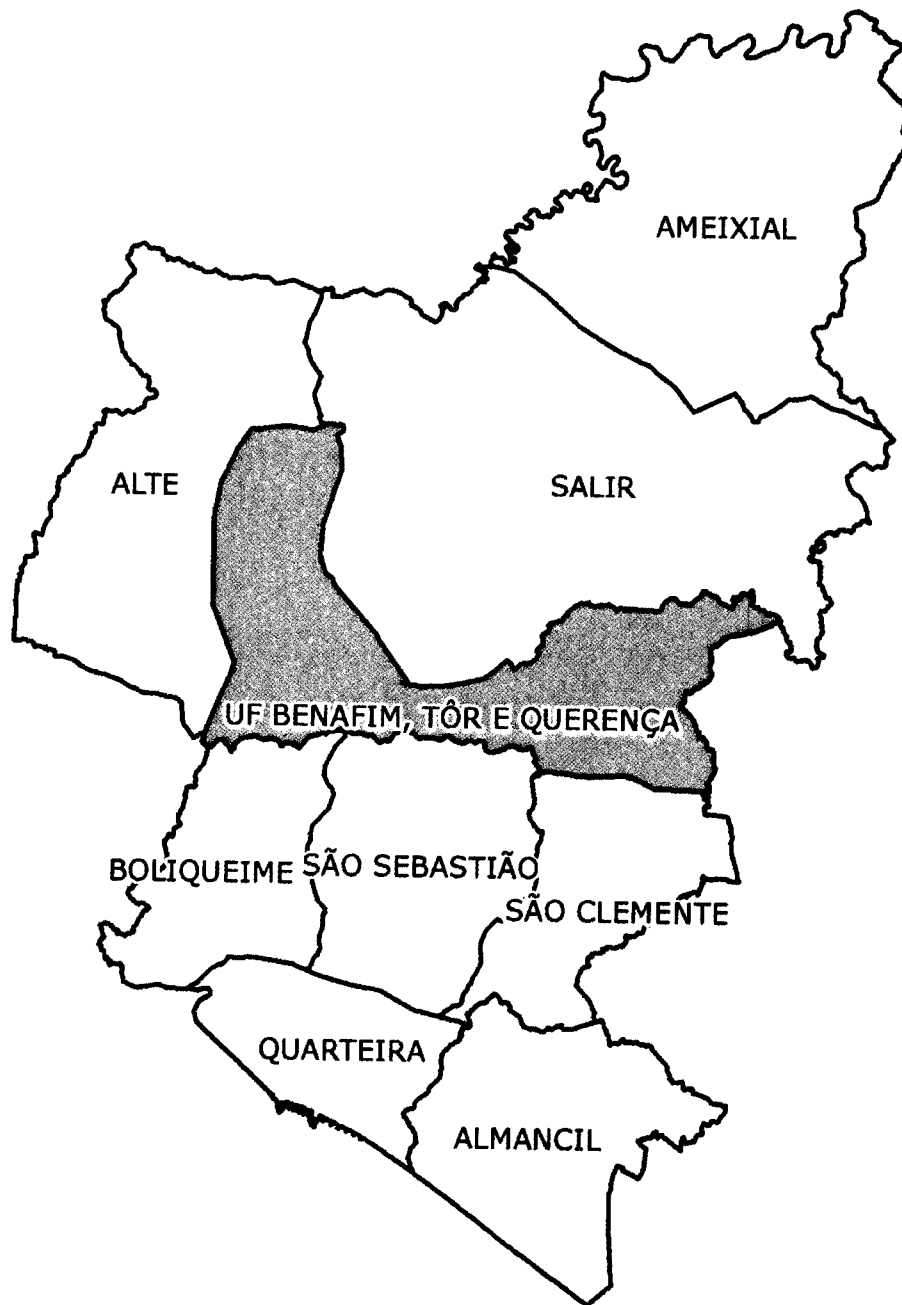 AMEIXIAL
ALTE
SALIR
UF BENAFIM, TÔR E QUERENÇA
BOLIQUEIME
SÃO SEBASTIÃO
SÃO CLEMENTE
QUARTEIRA
ALMANCIL